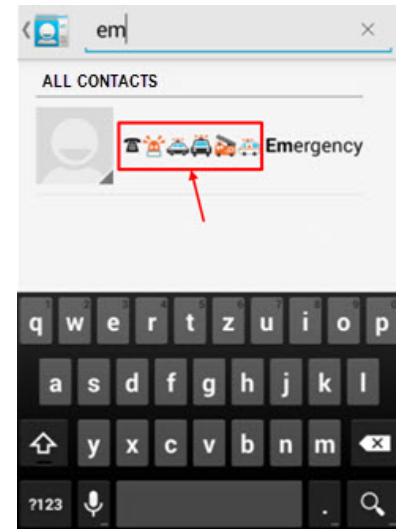 em
ALL CONTACTS
☎🚨🚓🚔🚒🚑 Emergency
q w e r t z u i o p
a s d f g h j k l
y x c v b n m
?123 .